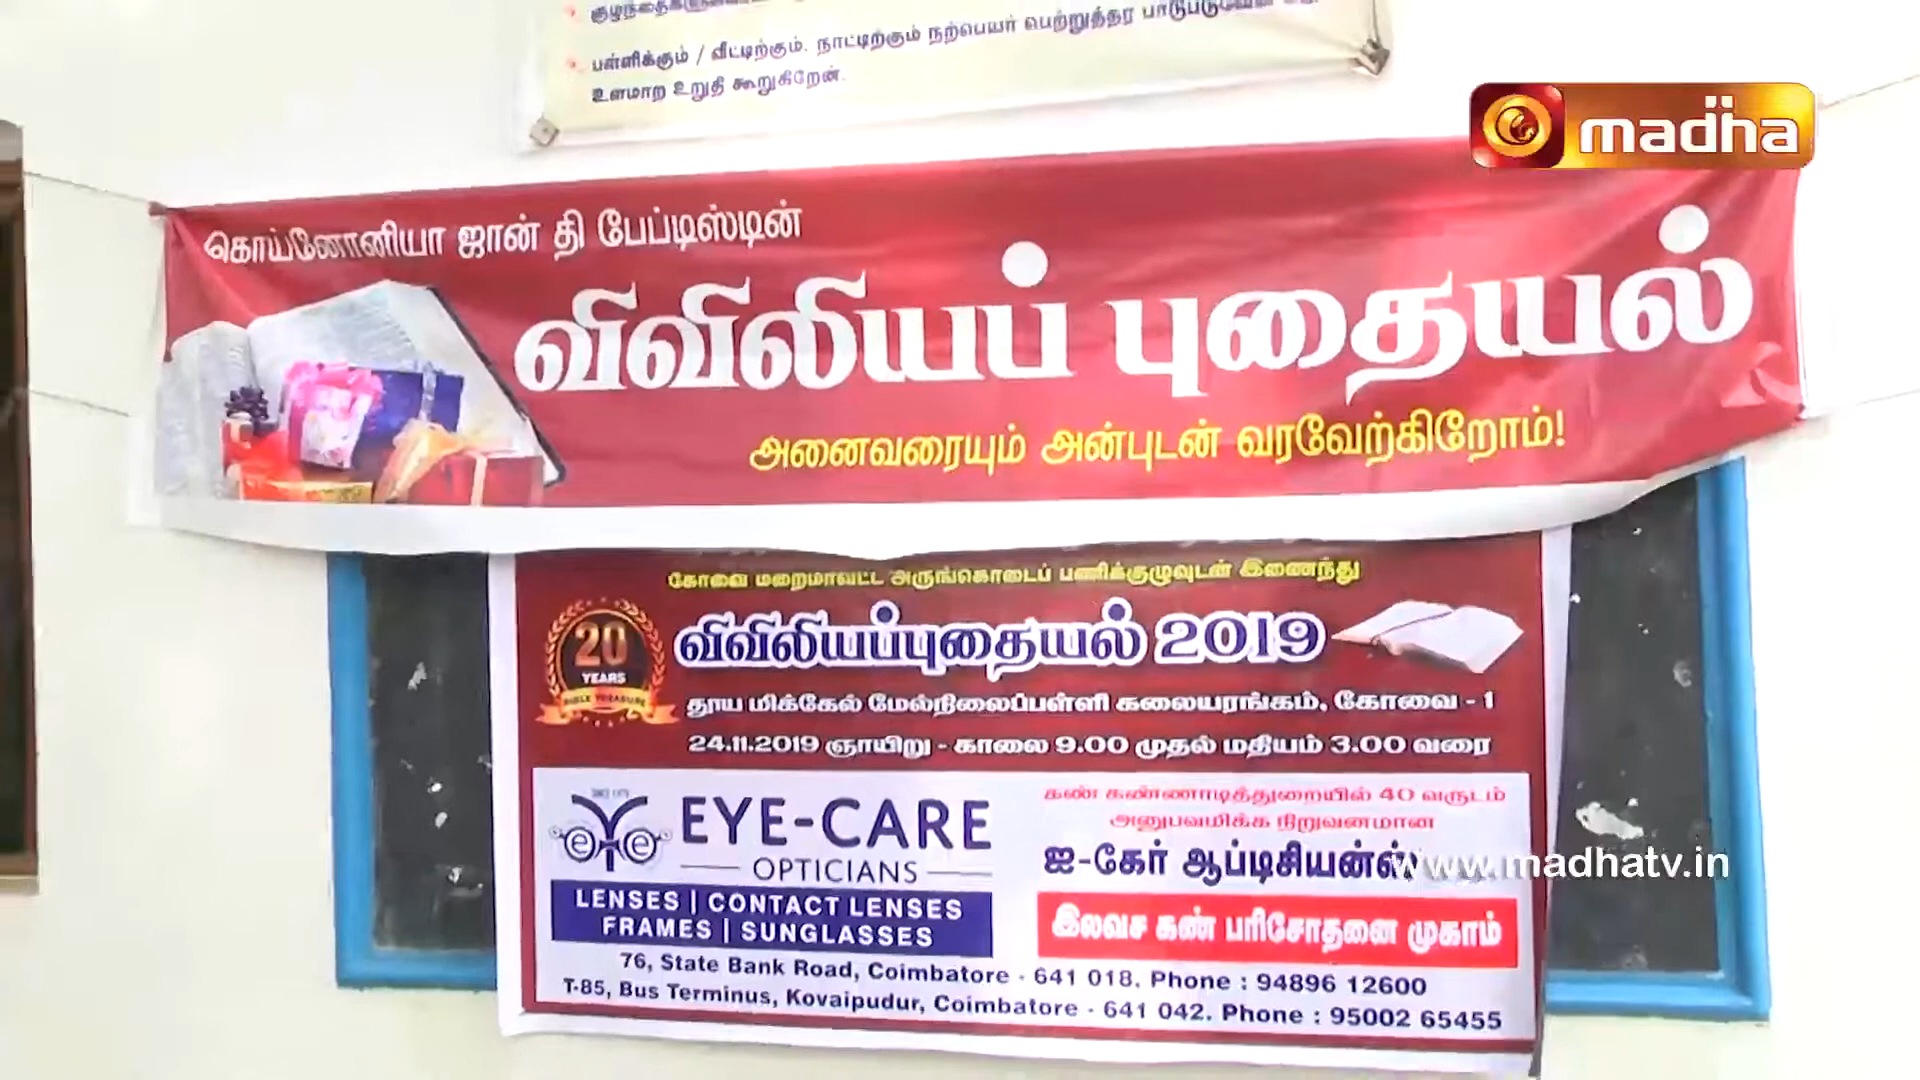 பள்ளிக்கும் / வீட்டிற்கும். நாட்டிற்கும் நற்பெயர் பெற்றுத்தர பாடுபடுவேன்
உளமாற உறுதி கூறுகிறேன்.
madha
கொய்னோனியா ஜான் தி பேப்டிஸ்டின்
விவிலியப் புதையல்
அனைவரையும் அன்புடன் வரவேற்கிறோம்!
கோவை மறைமாவட்ட அருங்கொடைப் பணிக்குழுவுடன் இணைந்து
20
YEARS
BIBLE TREASURE
விவிலியப்புதையல் 2019
தூய மிக்கேல் மேல்நிலைப்பள்ளி கலையரங்கம், கோவை - 1
24.11.2019 ஞாயிறு - காலை 9.00 முதல் மதியம் 3.00 வரை
eYe
EYE-CARE
OPTICIANS
LENSES | CONTACT LENSES
FRAMES | SUNGLASSES
கண் கண்ணாடித்துறையில் 40 வருடம்
அனுபவமிக்க நிறுவனமான
ஐ-கேர் ஆப்டிசியன்ஸ்
www.madhatv.in
இலவச கண் பரிசோதனை முகாம்
76, State Bank Road, Coimbatore - 641 018. Phone : 94896 12600
T-85, Bus Terminus, Kovaipudur, Coimbatore - 641 042. Phone : 95002 65455